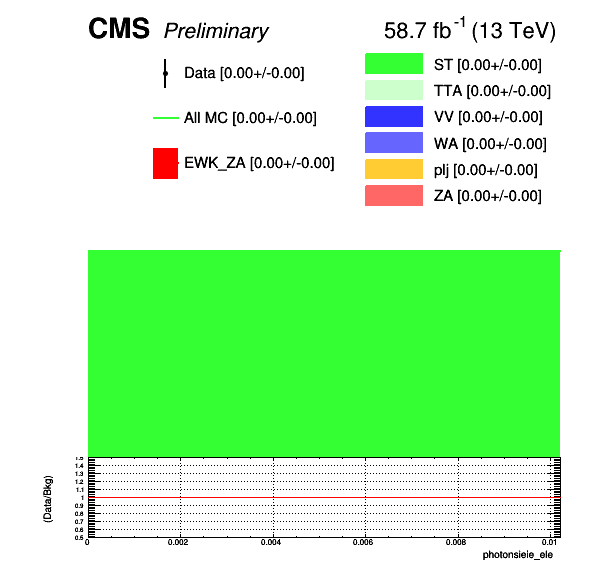 CMS Preliminary 58.7 fb-1 (13 TeV)
Data [0.00+/-0.00]
All MC [0.00+/-0.00]
EWK_ZA [0.00+/-0.00]
ST [0.00+/-0.00]
TTA [0.00+/-0.00]
VV [0.00+/-0.00]
WA [0.00+/-0.00]
plj [0.00+/-0.00]
ZA [0.00+/-0.00]
(Data/Bkg)
1.5
1.4
1.3
1.2
1.1
1
0.9
0.8
0.7
0.6
0.5
0 0.002 0.004 0.006 0.008 0.01
photonsieie_ele